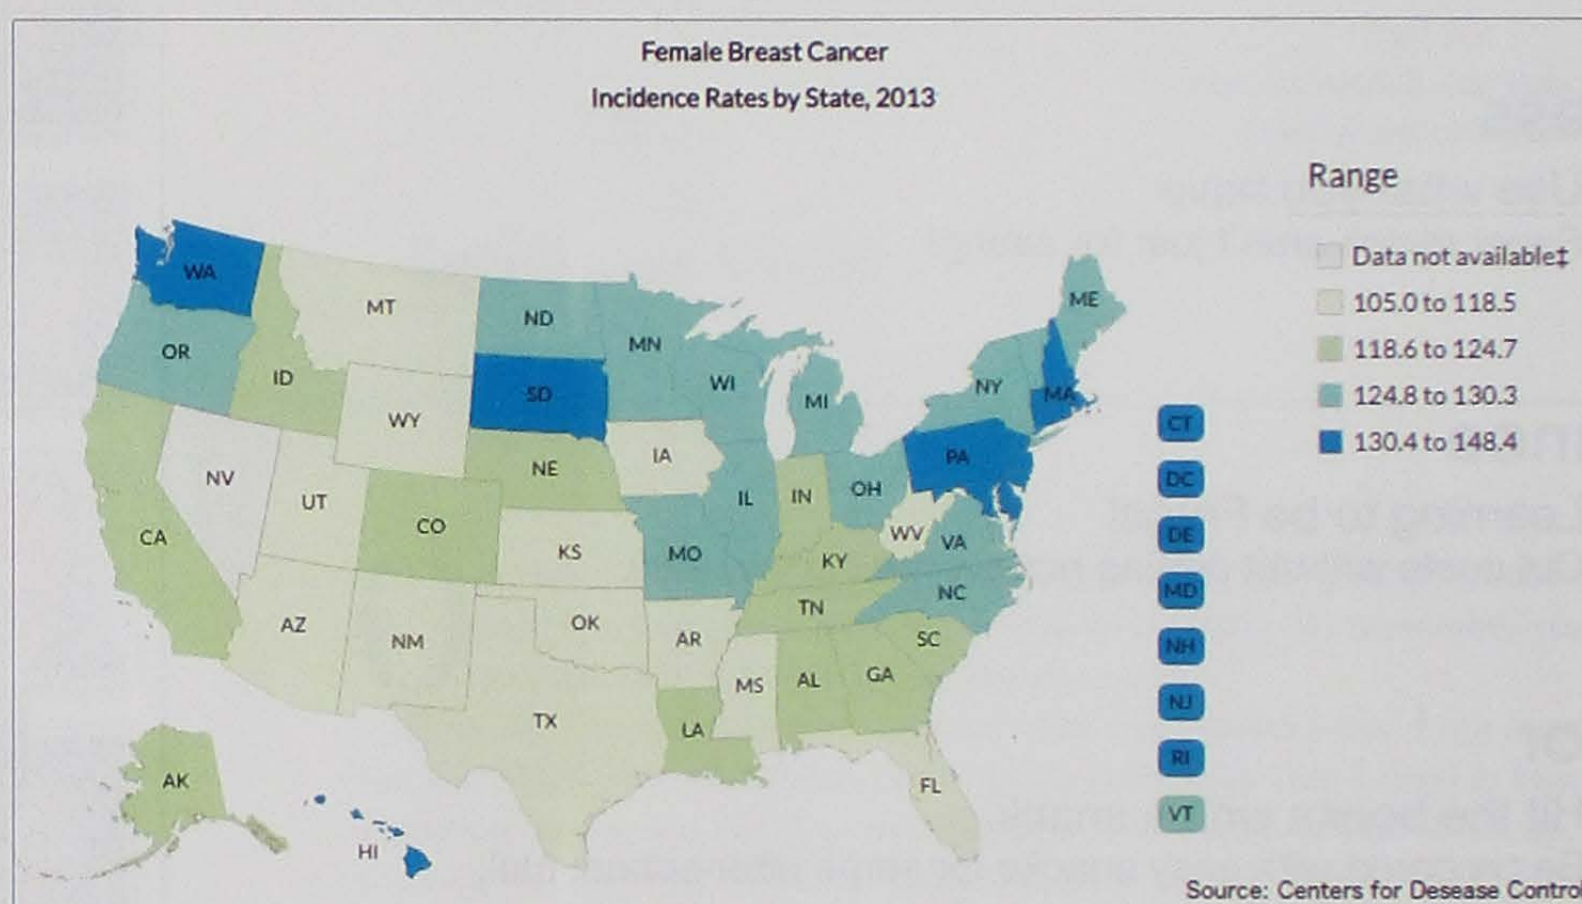 Female Breast Cancer
Incidence Rates by State, 2013
Range
Data not available‡
105.0 to 118.5
118.6 to 124.7
124.8 to 130.3
130.4 to 148.4
WA
MT
ND
ME
OR
ID
MN
SD
WI
MI
NY
MA
WY
CT
NE
IA
PA
NV
UT
DC
IL
IN
OH
CA
CO
KS
MO
KY
WV
VA
DE
AZ
NM
OK
AR
TN
NC
MD
SC
NH
MS
AL
GA
TX
LA
NJ
RI
AK
FL
VT
HI
Source: Centers for Desease Control